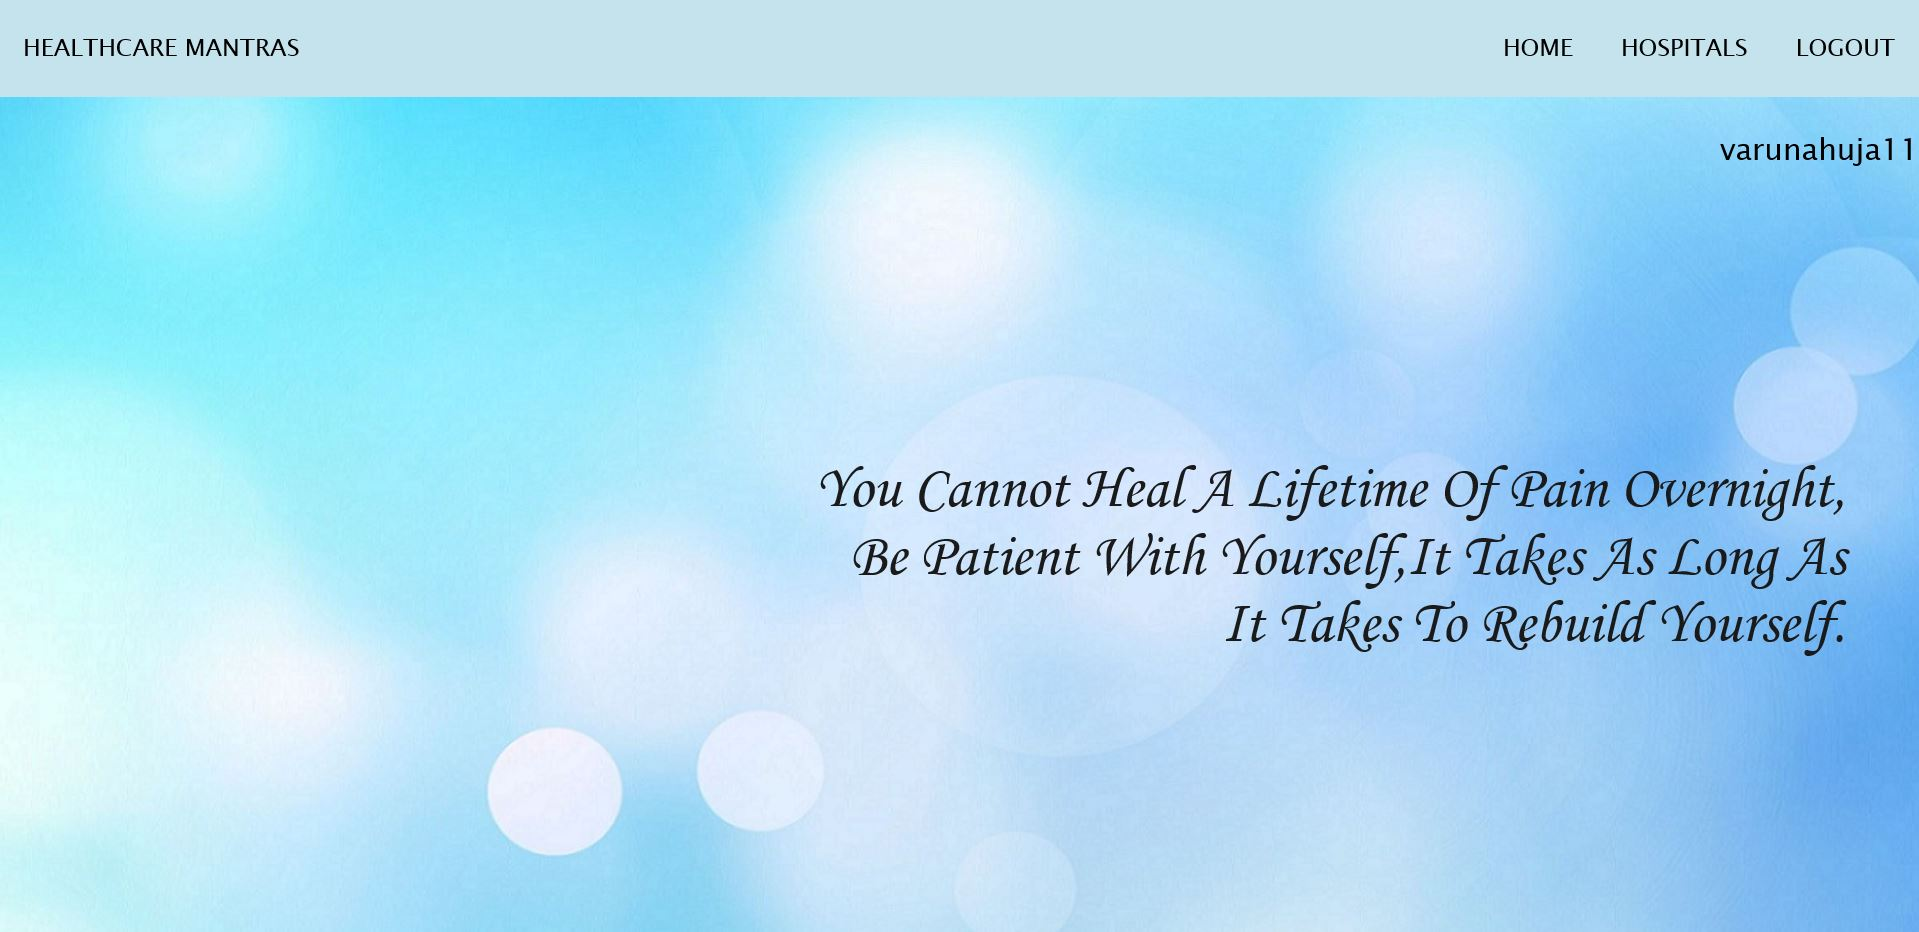 HEALTHCARE MANTRAS HOME HOSPITALS LOGOUT
varunahuja11
You Cannot Heal A Lifetime Of Pain Overnight,
Be Patient With Yourself,It Takes As Long As
It Takes To Rebuild Yourself.